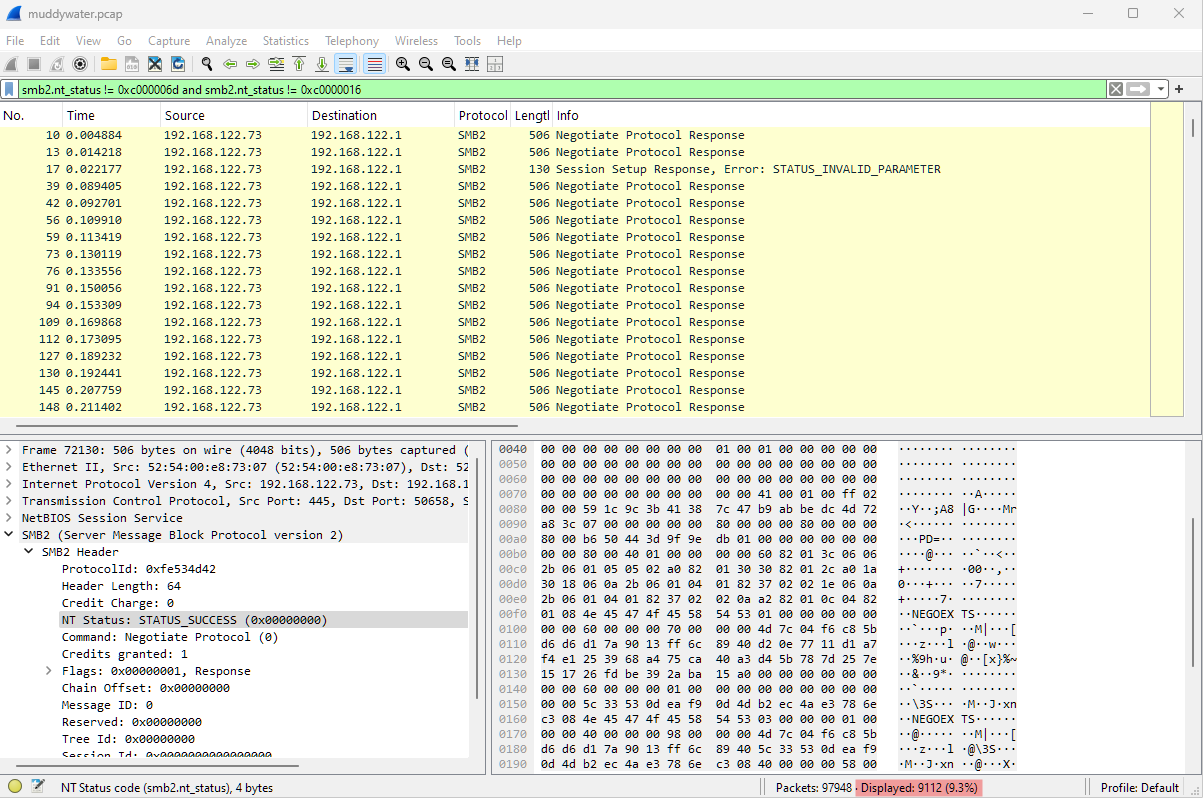 muddywater.pcap
File Edit View Go Capture Analyze Statistics Telephony Wireless Tools Help
smb2.nt_status != 0xc000006d and smb2.nt_status != 0xc0000016
No. Time Source Destination Protocol Lengtl Info
10 0.004884 192.168.122.73 192.168.122.1 SMB2 506 Negotiate Protocol Response
13 0.014218 192.168.122.73 192.168.122.1 SMB2 506 Negotiate Protocol Response
17 0.022177 192.168.122.73 192.168.122.1 SMB2 130 Session Setup Response, Error: STATUS_INVALID_PARAMETER
39 0.089405 192.168.122.73 192.168.122.1 SMB2 506 Negotiate Protocol Response
42 0.092701 192.168.122.73 192.168.122.1 SMB2 506 Negotiate Protocol Response
56 0.109910 192.168.122.73 192.168.122.1 SMB2 506 Negotiate Protocol Response
59 0.113419 192.168.122.73 192.168.122.1 SMB2 506 Negotiate Protocol Response
73 0.130119 192.168.122.73 192.168.122.1 SMB2 506 Negotiate Protocol Response
76 0.133556 192.168.122.73 192.168.122.1 SMB2 506 Negotiate Protocol Response
91 0.150056 192.168.122.73 192.168.122.1 SMB2 506 Negotiate Protocol Response
94 0.153309 192.168.122.73 192.168.122.1 SMB2 506 Negotiate Protocol Response
109 0.169868 192.168.122.73 192.168.122.1 SMB2 506 Negotiate Protocol Response
112 0.173095 192.168.122.73 192.168.122.1 SMB2 506 Negotiate Protocol Response
127 0.189232 192.168.122.73 192.168.122.1 SMB2 506 Negotiate Protocol Response
130 0.192441 192.168.122.73 192.168.122.1 SMB2 506 Negotiate Protocol Response
145 0.207759 192.168.122.73 192.168.122.1 SMB2 506 Negotiate Protocol Response
148 0.211402 192.168.122.73 192.168.122.1 SMB2 506 Negotiate Protocol Response
Frame 72130: 506 bytes on wire (4048 bits), 506 bytes captured (
Ethernet II, Src: 52:54:00:e8:73:07 (52:54:00:e8:73:07), Dst: 52
Internet Protocol Version 4, Src: 192.168.122.73, Dst: 192.168.1
Transmission Control Protocol, Src Port: 445, Dst Port: 50658, S
NetBIOS Session Service
SMB2 (Server Message Block Protocol version 2)
SMB2 Header
ProtocolId: 0xfe534d42
Header Length: 64
Credit Charge: 0
NT Status: STATUS_SUCCESS (0x00000000)
Command: Negotiate Protocol (0)
Credits granted: 1
Flags: 0x00000001, Response
Chain Offset: 0x00000000
Message ID: 0
Reserved: 0x00000000
Tree Id: 0x00000000
Session Id: 0x0000000000000000
0040 00 00 00 00 00 00 00 00 01 00 01 00 00 00 00 00 ········ ········
0050 00 00 00 00 00 00 00 00 00 00 00 00 00 00 00 00 ········ ········
0060 00 00 00 00 00 00 00 00 00 00 00 00 00 00 00 00 ········ ········
0070 00 00 00 00 00 00 00 00 00 00 41 00 01 00 ff 02 ········ ··A·····
0080 00 00 59 1c 9c 3b 41 38 7c 47 b9 ab be dc 4d 72 ··Y··;A8 |G····Mr
0090 a8 3c 07 00 00 00 00 00 80 00 00 00 80 00 00 00 ·<······ ········
00a0 80 00 b6 50 44 3d 9f 9e db 01 00 00 00 00 00 00 ···PD=·· ········
00b0 00 00 80 00 40 01 00 00 00 00 60 82 01 3c 06 06 ····@··· ··`··<··
00c0 2b 06 01 05 05 02 a0 82 01 30 30 82 01 2c a0 1a +······· ·00··,··
00d0 30 18 06 0a 2b 06 01 04 01 82 37 02 02 1e 06 0a 0···+··· ··7·····
00e0 2b 06 01 04 01 82 37 02 02 0a a2 82 01 0c 04 82 +·····7· ········
00f0 01 08 4e 45 47 4f 45 58 54 53 01 00 00 00 00 00 ··NEGOEX TS······
0100 00 00 60 00 00 00 70 00 00 00 4d 7c 04 f6 c8 5b ··`···p· ··M|···[
0110 d6 d6 d1 7a 90 13 ff 6c 89 40 d2 0e 77 11 d1 a7 ···z···l ·@··w···
0120 f4 e1 25 39 68 a4 75 ca 40 a3 d4 5b 78 7d 25 7e ··%9h·u· @··[x}%~
0130 15 17 26 fd be 39 2a ba 15 a0 00 00 00 00 00 00 ··&··9*· ········
0140 00 00 60 00 00 00 01 00 00 00 00 00 00 00 00 00 ··`····· ········
0150 00 00 5c 33 53 0d ea f9 0d 4d b2 ec 4a e3 78 6e ··\3S··· ·M··J·xn
0160 c3 08 4e 45 47 4f 45 58 54 53 03 00 00 00 01 00 ··NEGOEX TS······
0170 00 00 40 00 00 00 98 00 00 00 4d 7c 04 f6 c8 5b ··@····· ··M|···[
0180 d6 d6 d1 7a 90 13 ff 6c 89 40 5c 33 53 0d ea f9 ···z···l ·@\3S···
0190 0d 4d b2 ec 4a e3 78 6e c3 08 40 00 00 00 58 00 ·M··J·xn ··@···X·
NT Status code (smb2.nt_status), 4 bytes Packets: 97948 · Displayed: 9112 (9.3%) Profile: Default